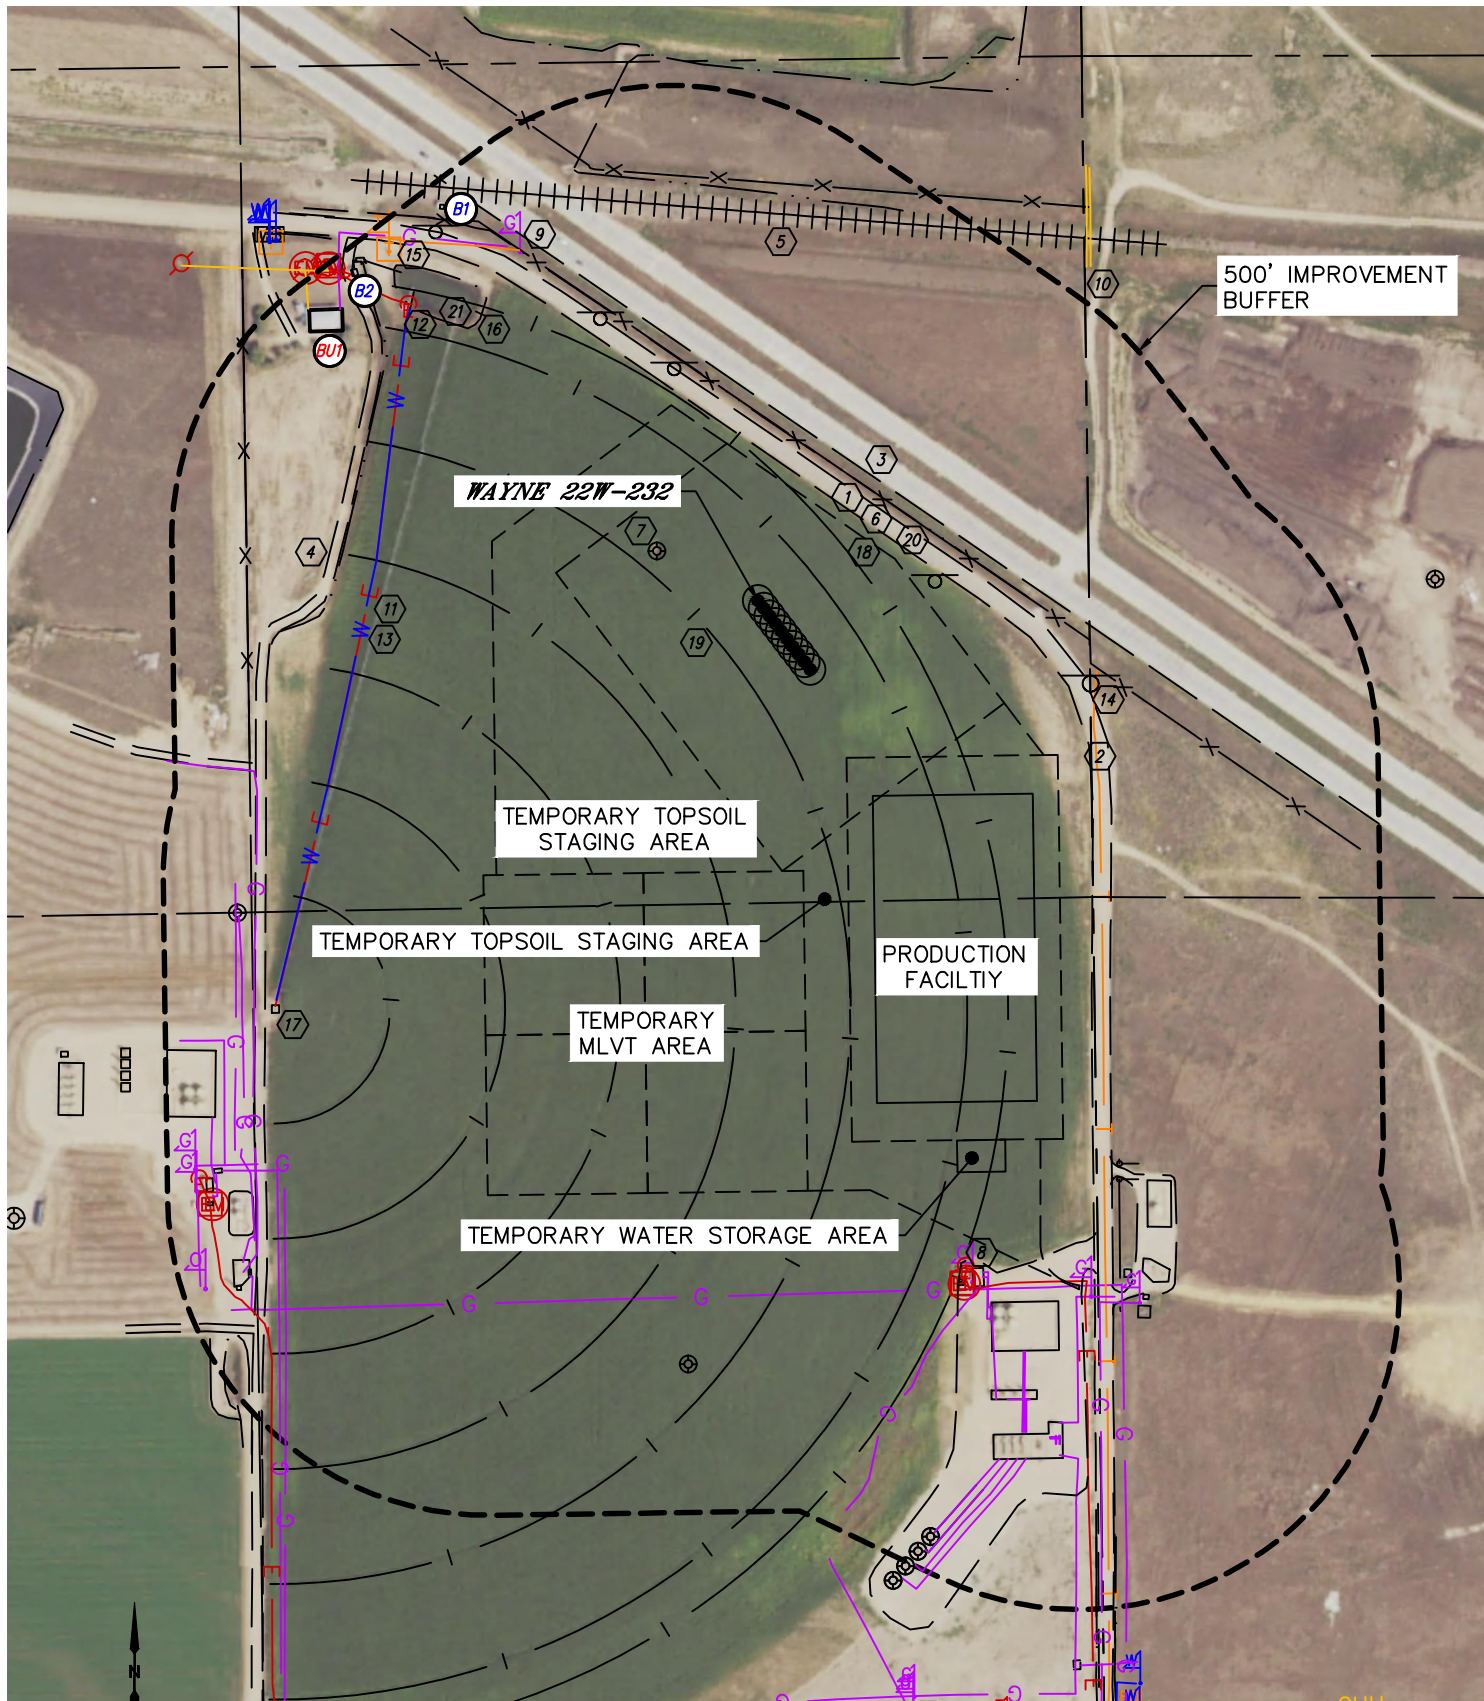 B1
G
9
5
10
500' IMPROVEMENT
BUFFER
15
B2
12
21
16
BU1
E
W
3
WAYNE 22W-232
1
7
6
20
18
4
E
11
W
13
19
14
2
E
TEMPORARY TOPSOIL
STAGING AREA
W
G
TEMPORARY TOPSOIL STAGING AREA
PRODUCTION
FACILTIY
17
TEMPORARY
MLVT AREA
G
G
G
G
G
EM
TEMPORARY WATER STORAGE AREA
8
G
G
G
G
G
E
G
G
G
G
G
E
G
N
E
G
W
W